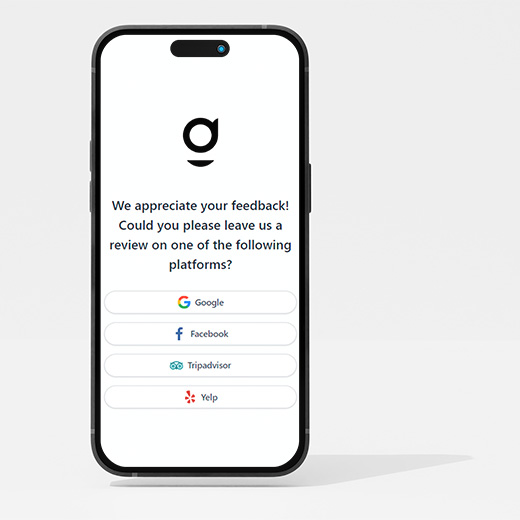 We appreciate your feedback!
Could you please leave us a
review on one of the following
platforms?
Google
Facebook
Tripadvisor
Yelp